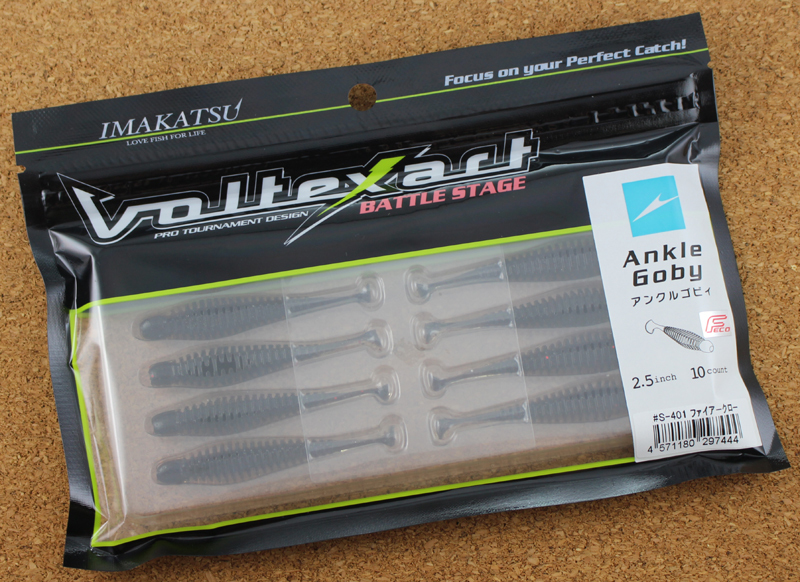 IMAKATSU
LOVE FISH FOR LIFE
Focus on your Perfect Catch!
Voltexart
BATTLE STAGE
PRO TOURNAMENT DESIGN
Ankle
Goby
アンクルゴビィ
FS
eco
2.5inch 10count
#S-401 ファイアークロー
4 571180 297444